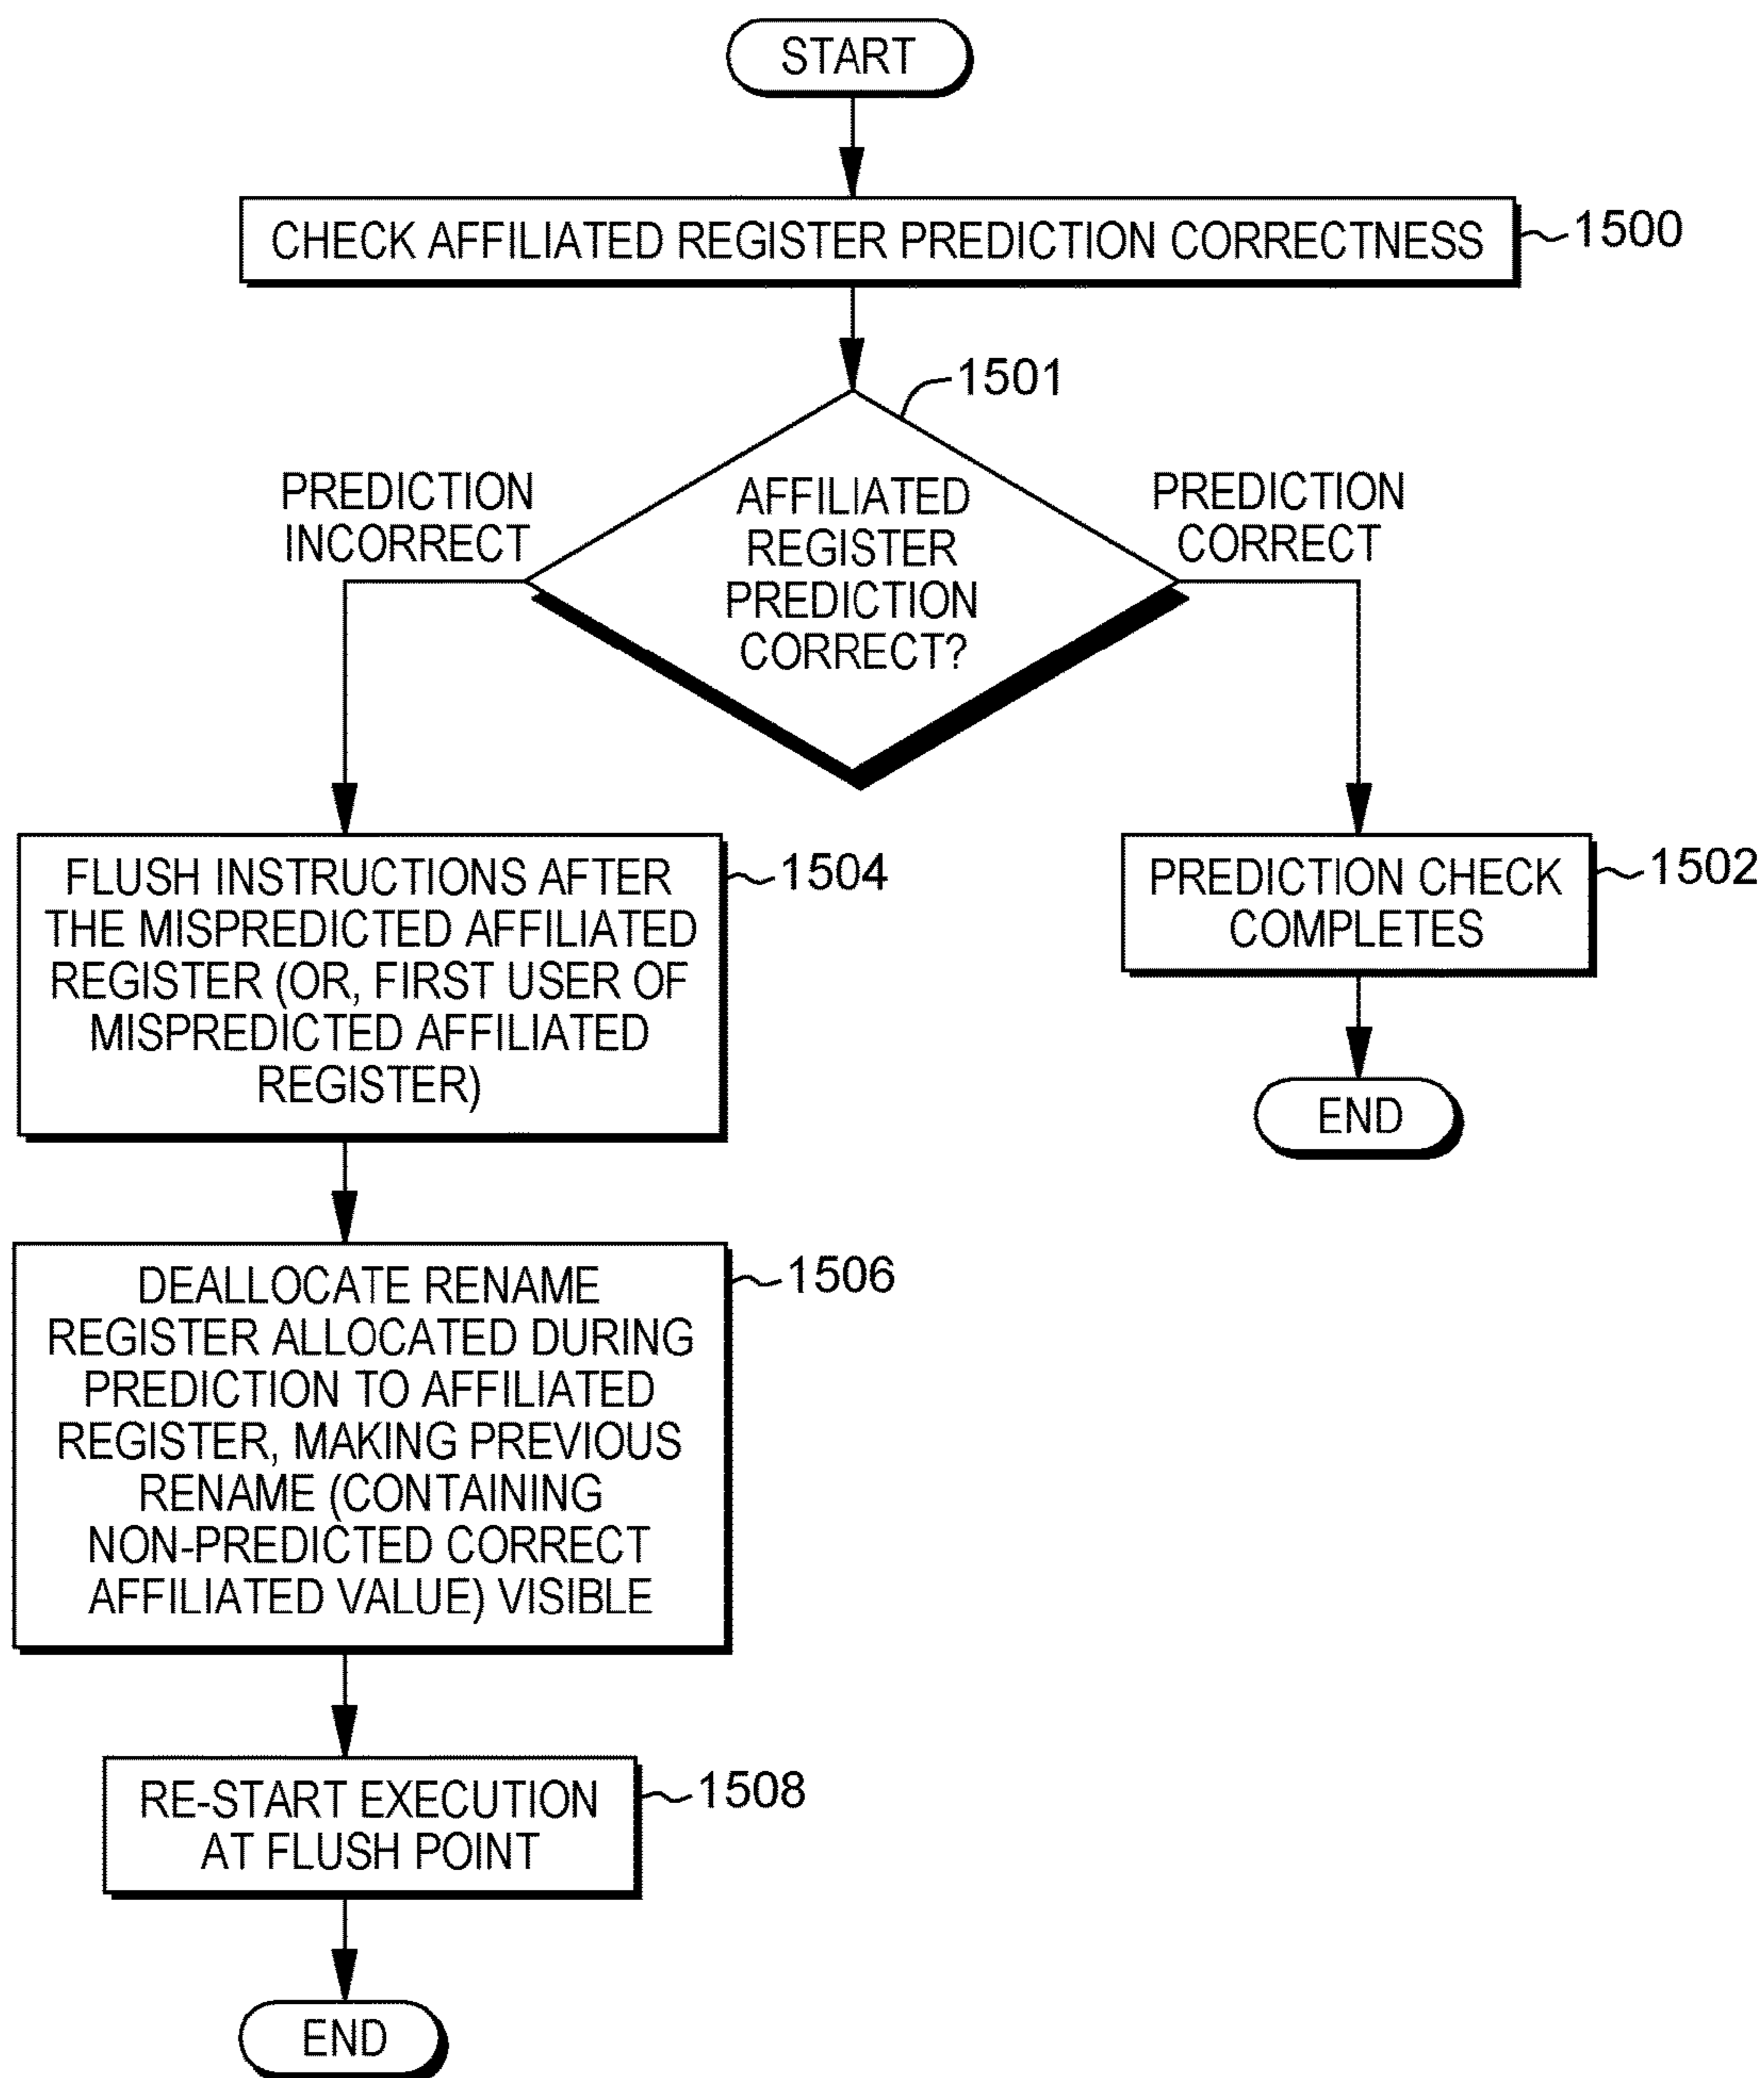 START
CHECK AFFILIATED REGISTER PREDICTION CORRECTNESS
1500
1501
AFFILIATED
REGISTER
PREDICTION
CORRECT?
PREDICTION
INCORRECT
PREDICTION
CORRECT
FLUSH INSTRUCTIONS AFTER
THE MISPREDICTED AFFILIATED
REGISTER (OR, FIRST USER OF
MISPREDICTED AFFILIATED
REGISTER)
1504
PREDICTION CHECK
COMPLETES
1502
END
DEALLOCATE RENAME
REGISTER ALLOCATED DURING
PREDICTION TO AFFILIATED
REGISTER, MAKING PREVIOUS
RENAME (CONTAINING
NON-PREDICTED CORRECT
AFFILIATED VALUE) VISIBLE
1506
RE-START EXECUTION
AT FLUSH POINT
1508
END